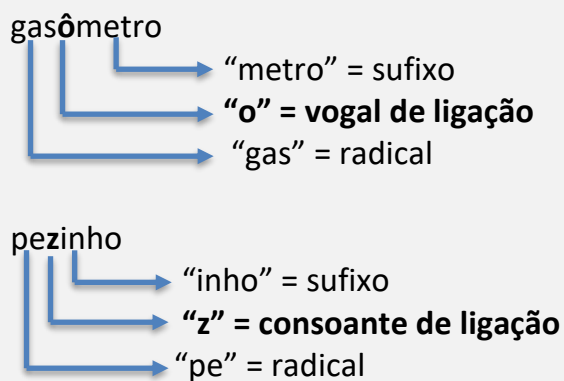 gasômetro
“metro” = sufixo
“o” = vogal de ligação
“gas” = radical
pezinho
“inho” = sufixo
“z” = consoante de ligação
“pe” = radical